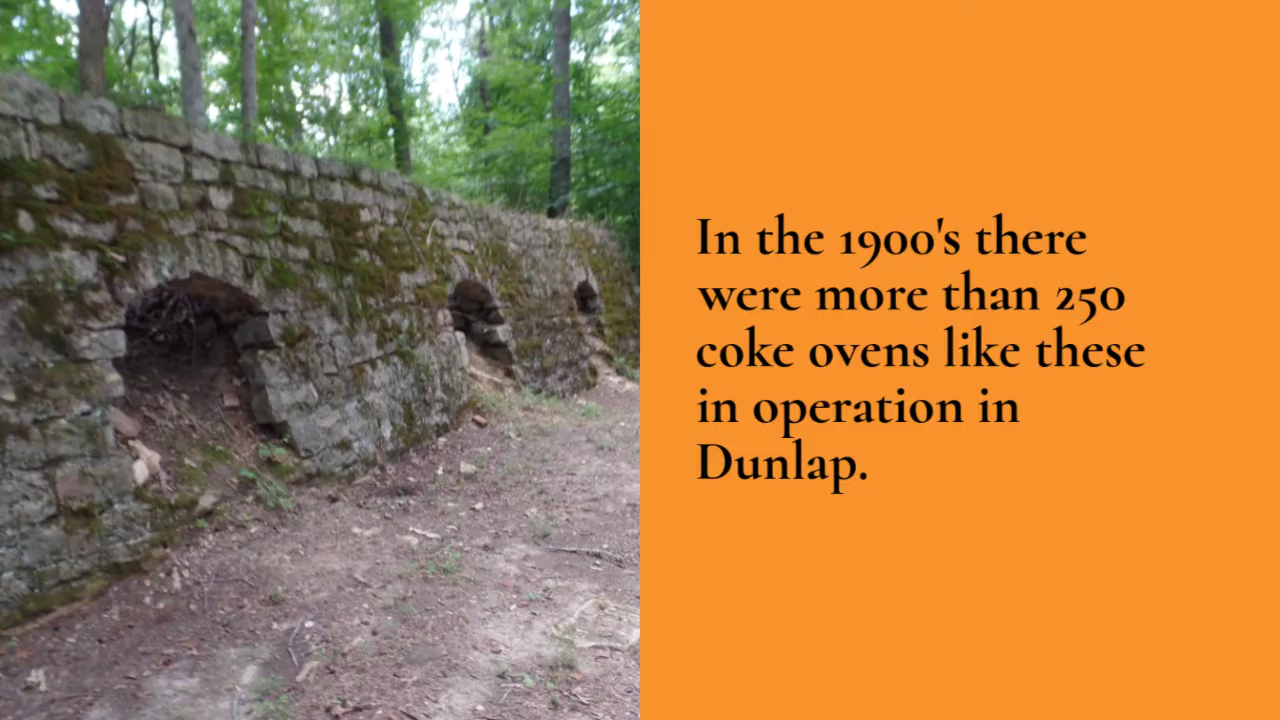 In the 1900's there
were more than 250
coke ovens like these
in operation in
Dunlap.